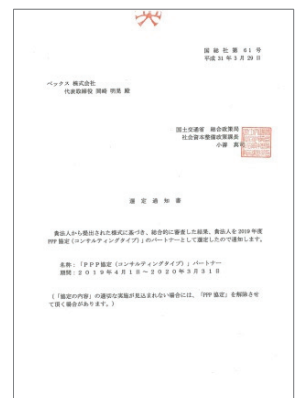 国総社第61号
平成31年3月29日
ベックス 株式会社
代表取締役 岡崎 明晃 殿
国土交通省 総合政策局
社会資本整備政策課長
選定通知書
貴法人から提出された様式に基づき、総合的に審査した結果、貴法人を2019年度
PPP協定(コンサルティングタイプ)のパートナーとして選定したので通知します。
名称:「PPP協定(コンサルティングタイプ)」パートナー
期間:2019年4月1日~2020年3月31日
(「協定の内容」の適切な実施が見込まれない場合には、「PPP協定」を解除させ
て頂く場合があります。)